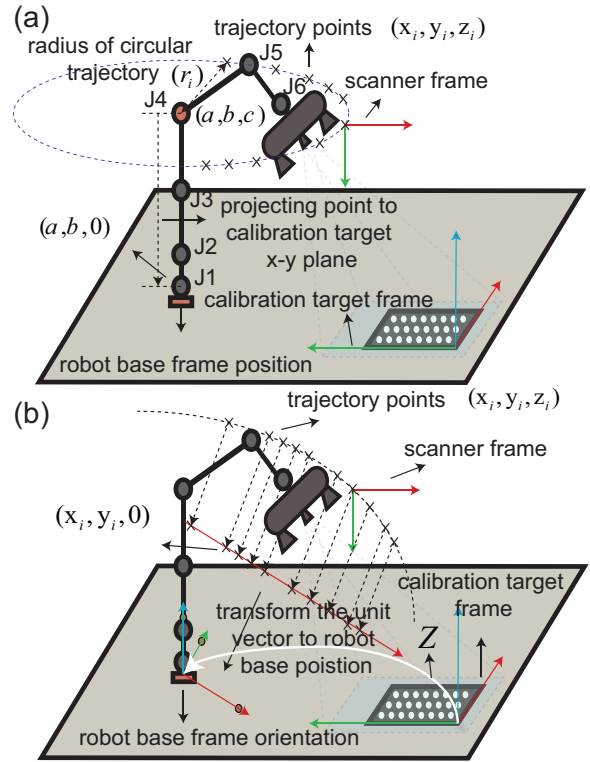 (a)
trajectory points (x_i, y_i, z_i)
radius of circular
trajectory (r_i)
J5
scanner frame
J4
J6
(a,b,c)
J3
(a,b,0)
projecting point to
calibration target
x-y plane
J2
J1
calibration target frame
robot base frame position
(b)
trajectory points (x_i, y_i, z_i)
scanner frame
(x_i, y_i, 0)
calibration target
frame
transform the unit
vector to robot
base poistion
Z
robot base frame orientation